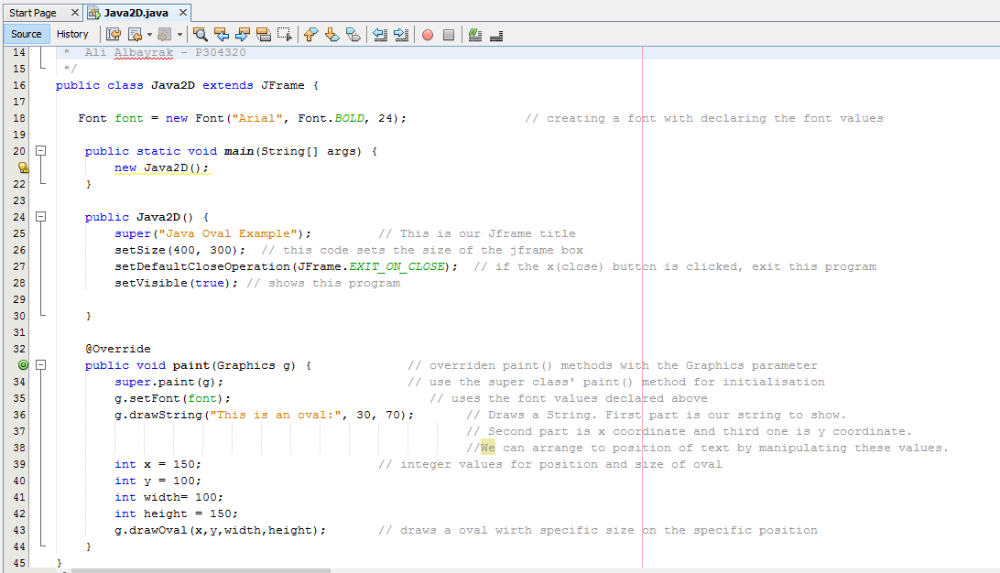 Start Page × Java2D.java ×
Source History
14 * Ali Albayrak - P304320
15 */
16 public class Java2D extends JFrame {
17
18 Font font = new Font("Arial", Font.BOLD, 24); // creating a font with declaring the font values
19
20 public static void main(String[] args) {
new Java2D();
22 }
23
24 public Java2D() {
25 super("Java Oval Example"); // This is our Jframe title
26 setSize(400, 300); // this code sets the size of the jframe box
27 setDefaultCloseOperation(JFrame.EXIT_ON_CLOSE); // if the x(close) button is clicked, exit this program
28 setVisible(true); // shows this program
29
30 }
31
32 @Override
public void paint(Graphics g) { // overriden paint() methods with the Graphics parameter
34 super.paint(g); // use the super class' paint() method for initialisation
35 g.setFont(font); // uses the font values declared above
36 g.drawString("This is an oval:", 30, 70); // Draws a String. First part is our string to show.
37 // Second part is x coordinate and third one is y coordinate.
38 //We can arrange to position of text by manipulating these values.
39 int x = 150; // integer values for position and size of oval
40 int y = 100;
41 int width= 100;
42 int height = 150;
43 g.drawOval(x,y,width,height); // draws a oval wirth specific size on the specific position
44 }
45 }